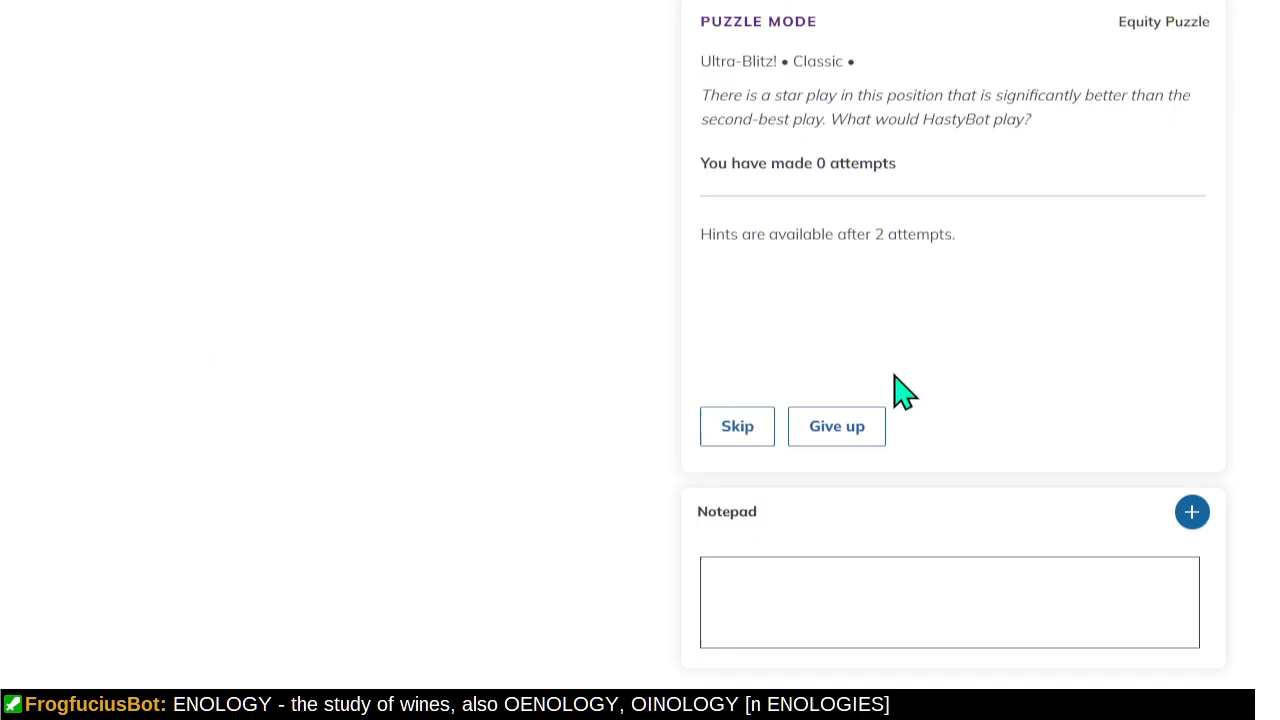 PUZZLE MODE
Equity Puzzle
Ultra-Blitz! • Classic •
There is a star play in this position that is significantly better than the
second-best play. What would HastyBot play?
You have made 0 attempts
Hints are available after 2 attempts.
Skip
Give up
Notepad
FrogfuciusBot: ENOLOGY - the study of wines, also OENOLOGY, OINOLOGY [n ENOLOGIES]